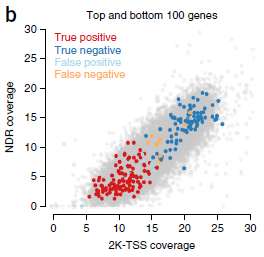 b
Top and bottom 100 genes
True positive
True negative
False positive
False negative
NDR coverage
30
25
20
15
10
5
0
0 5 10 15 20 25 30
2K-TSS coverage